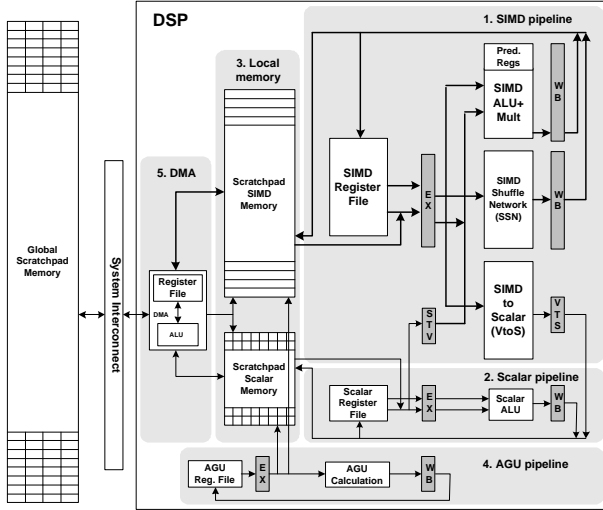 DSP
1. SIMD pipeline
3. Local
memory
5. DMA
2. Scalar pipeline
4. AGU pipeline
Global
Scratchpad
Memory
System Interconnect
Register
File
DMA
ALU
Scratchpad
SIMD
Memory
Scratchpad
Scalar
Memory
SIMD
Register
File
E
X
Pred.
Regs
SIMD
ALU+
Mult
W
B
SIMD
Shuffle
Network
(SSN)
W
B
S
T
V
SIMD
to
Scalar
(VtoS)
V
T
S
Scalar
Register
File
E
X
Scalar
ALU
W
B
AGU
Reg. File
E
X
AGU
Calculation
W
B